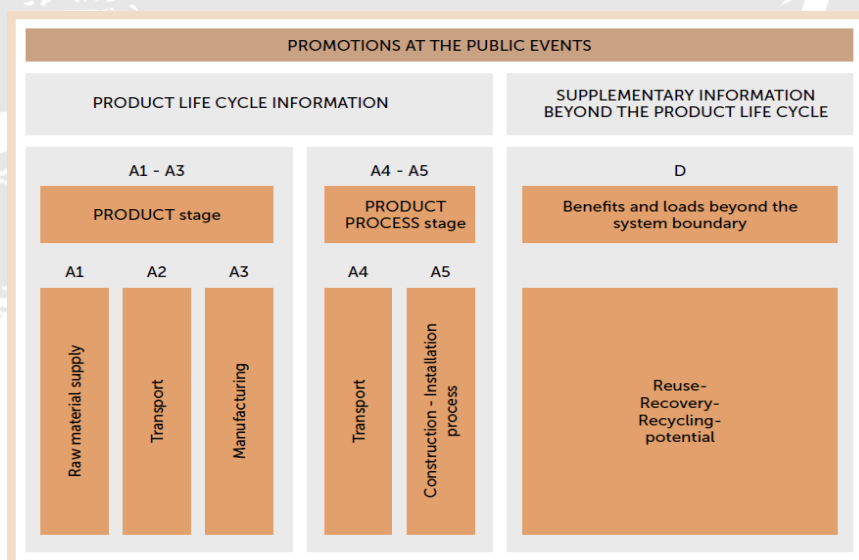 PROMOTIONS AT THE PUBLIC EVENTS
PRODUCT LIFE CYCLE INFORMATION
SUPPLEMENTARY INFORMATION
BEYOND THE PRODUCT LIFE CYCLE
A1 - A3
PRODUCT stage
A4 - A5
PRODUCT
PROCESS stage
D
Benefits and loads beyond the
system boundary
A1
A2
A3
A4
A5
Raw material supply
Transport
Manufacturing
Transport
Construction - Installation
process
Reuse-
Recovery-
Recycling-
potential